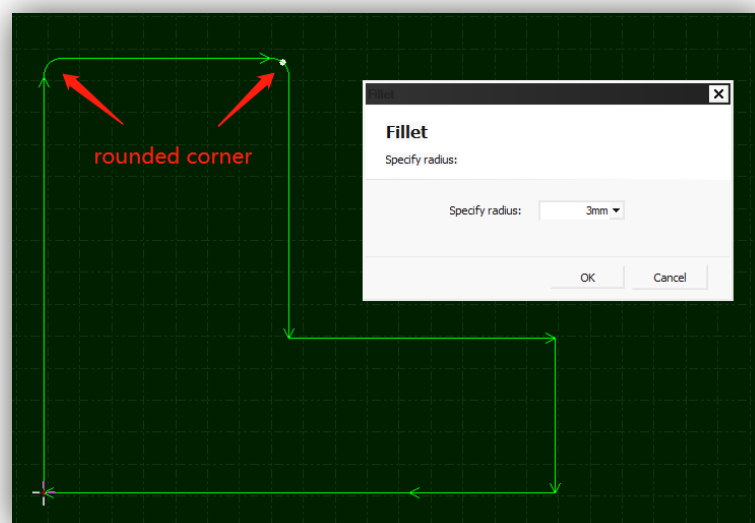 Fillet
Fillet
Specify radius:
rounded corner
Specify radius: 3mm
OK Cancel